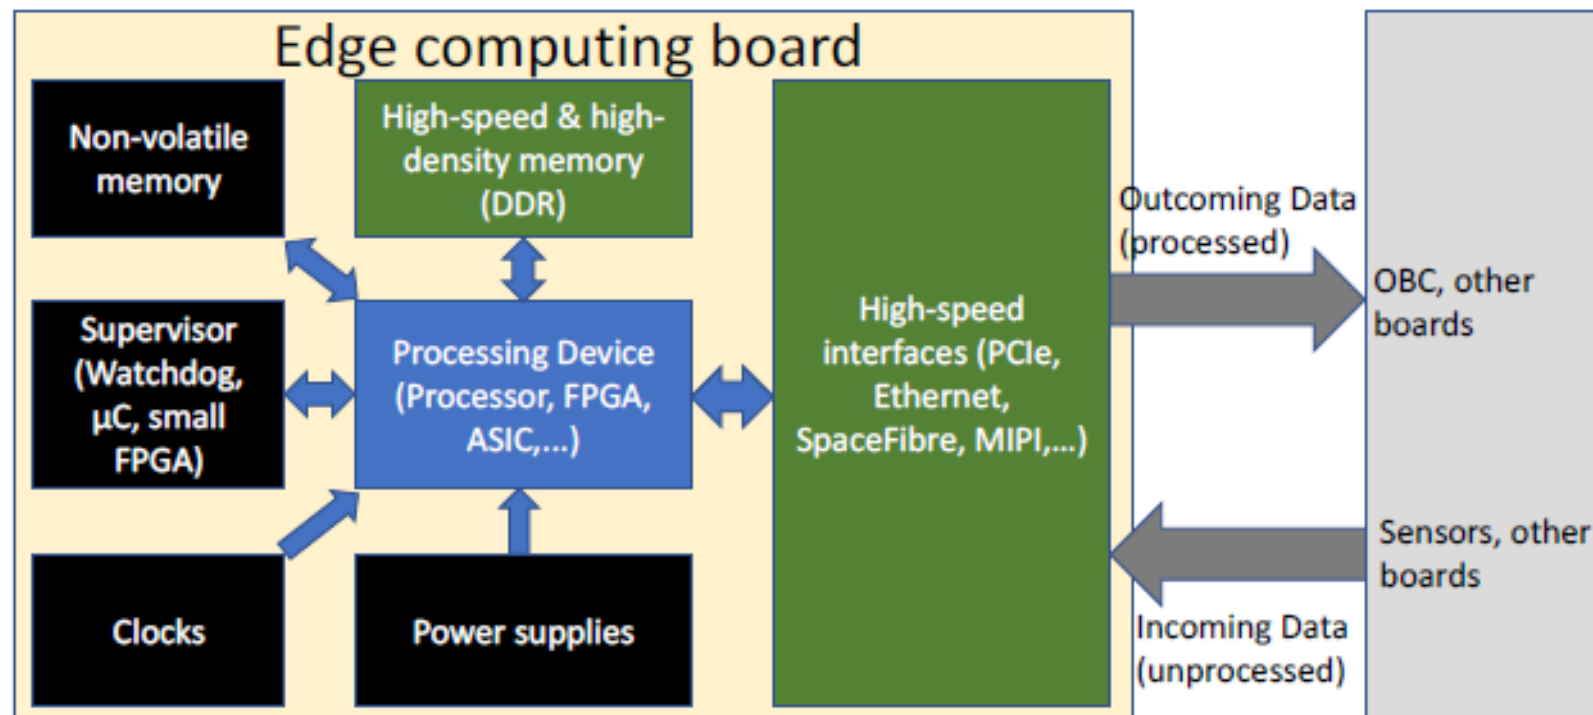 Edge computing board
Non-volatile
memory
High-speed & high-
density memory
(DDR)
Supervisor
(Watchdog,
µC, small
FPGA)
Processing Device
(Processor, FPGA,
ASIC,...)
High-speed
interfaces (PCIe,
Ethernet,
SpaceFibre, MIPI,...)
Clocks
Power supplies
Outcoming Data
(processed)
OBC, other
boards
Sensors, other
boards
Incoming Data
(unprocessed)